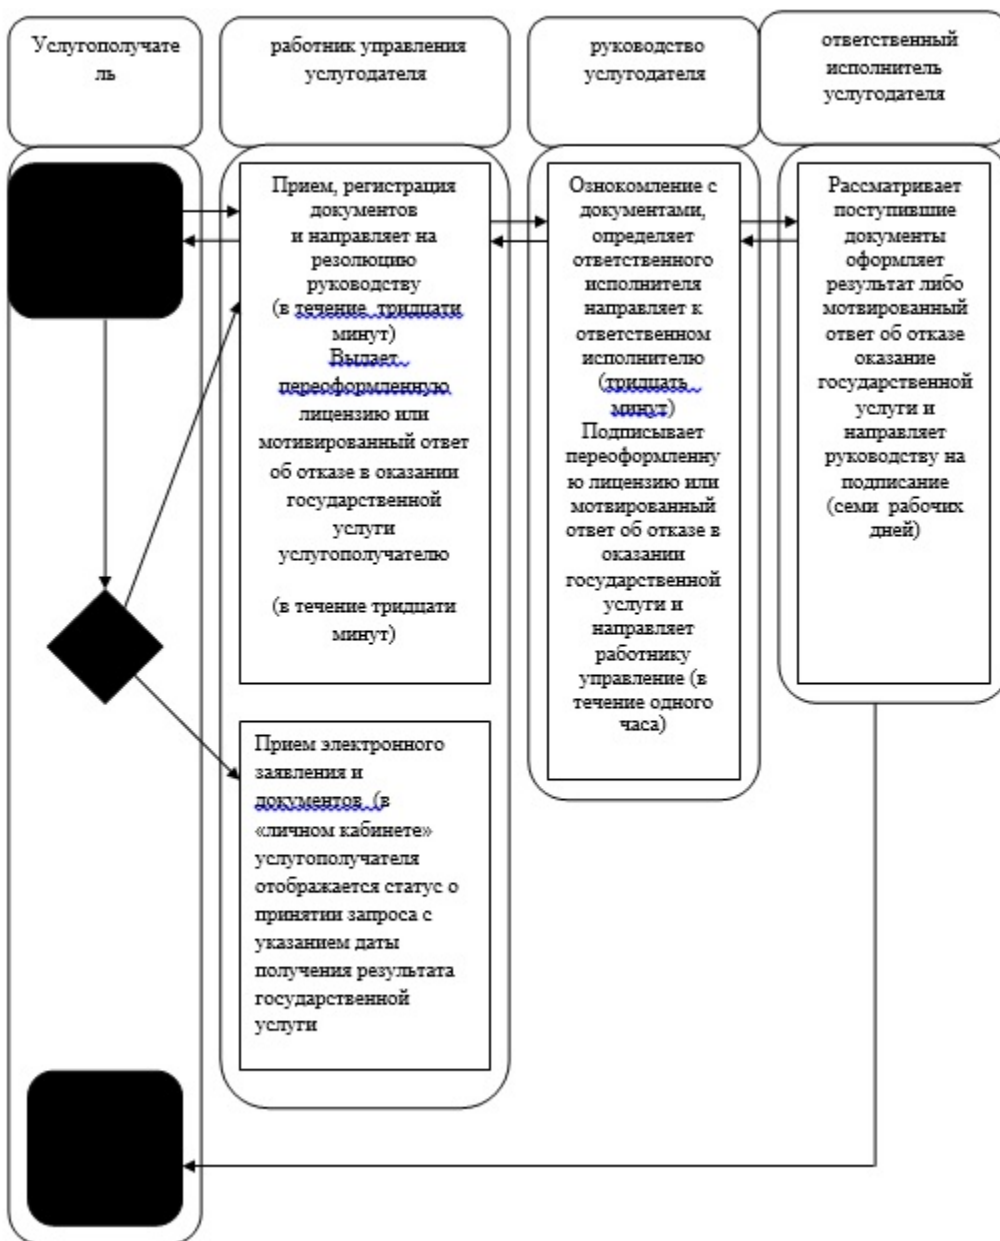 Услугополучате
ль
работник управления
услугодателя
руководство
услугодателя
ответственный
исполнитель
услугодателя
Прием, регистрация
документов
и направляет на
резолюцию
руководству
(в течение тридцати
минут)
Выдает
переоформленную
лицензию или
мотивированный ответ
об отказе в оказании
государственной
услуги
услугополучателю
(в течение тридцати
минут)
Прием электронного
заявления и
документов (в
«личном кабинете»
услугополучателя
отображается статус о
принятии запроса с
указанием даты
получения результата
государственной
услуги
Ознокомление с
документами,
определяет
ответственного
исполнителя
направляет к
ответственном
исполнителю
(тридцать
минут)
Подписывает
переоформленну
ю лицензию или
мотвированный
ответ об отказе в
оказании
государственной
услуги и
направляет
работнику
управление (в
течение одного
часа)
Рассматривает
поступившие
документы
оформляет
результат либо
мотвированный
ответ об отказе
оказание
государственной
услуги и
направляет
руководству на
подписание
(семи рабочих
дней)